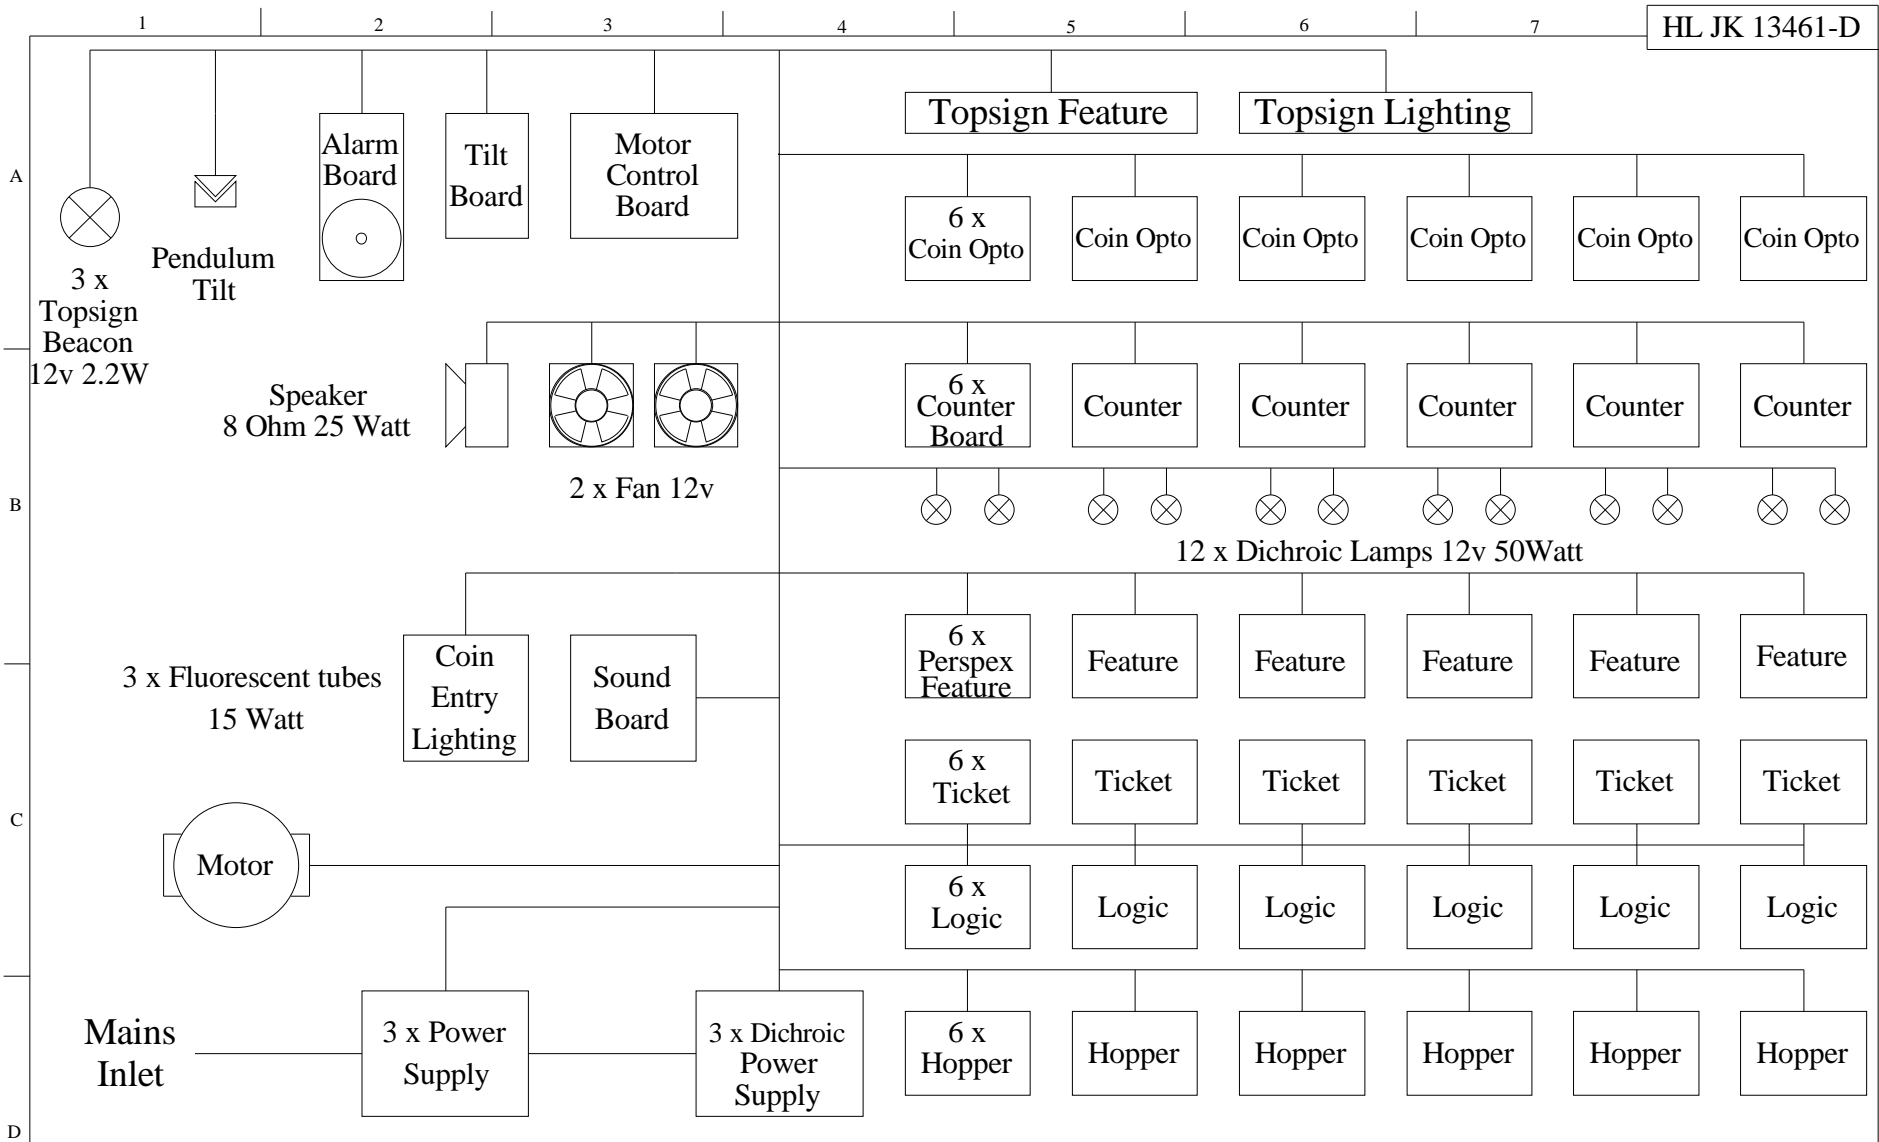 1 2 3 4 5 6 7
HL JK 13461-D
A
B
C
D
3 x
Topsign
Beacon
12v 2.2W
Pendulum
Tilt
Alarm
Board
Tilt
Board
Motor
Control
Board
Topsign Feature
Topsign Lighting
6 x
Coin Opto
Coin Opto
Coin Opto
Coin Opto
Coin Opto
Coin Opto
Speaker
8 Ohm 25 Watt
2 x Fan 12v
6 x
Counter
Board
Counter
Counter
Counter
Counter
Counter
12 x Dichroic Lamps 12v 50Watt
3 x Fluorescent tubes
15 Watt
Coin
Entry
Lighting
Sound
Board
6 x
Perspex
Feature
Feature
Feature
Feature
Feature
Feature
6 x
Ticket
Ticket
Ticket
Ticket
Ticket
Ticket
Motor
6 x
Logic
Logic
Logic
Logic
Logic
Logic
Mains
Inlet
3 x Power
Supply
3 x Dichroic
Power
Supply
6 x
Hopper
Hopper
Hopper
Hopper
Hopper
Hopper